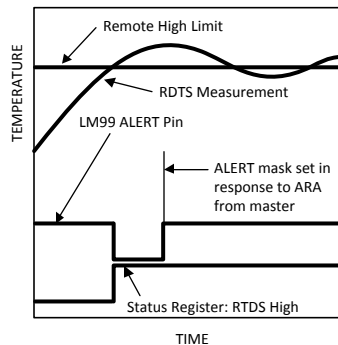 Remote High Limit
TEMPERATURE
RDTS Measurement
LM99 ALERT Pin
ALERT mask set in
response to ARA
from master
Status Register: RTDS High
TIME